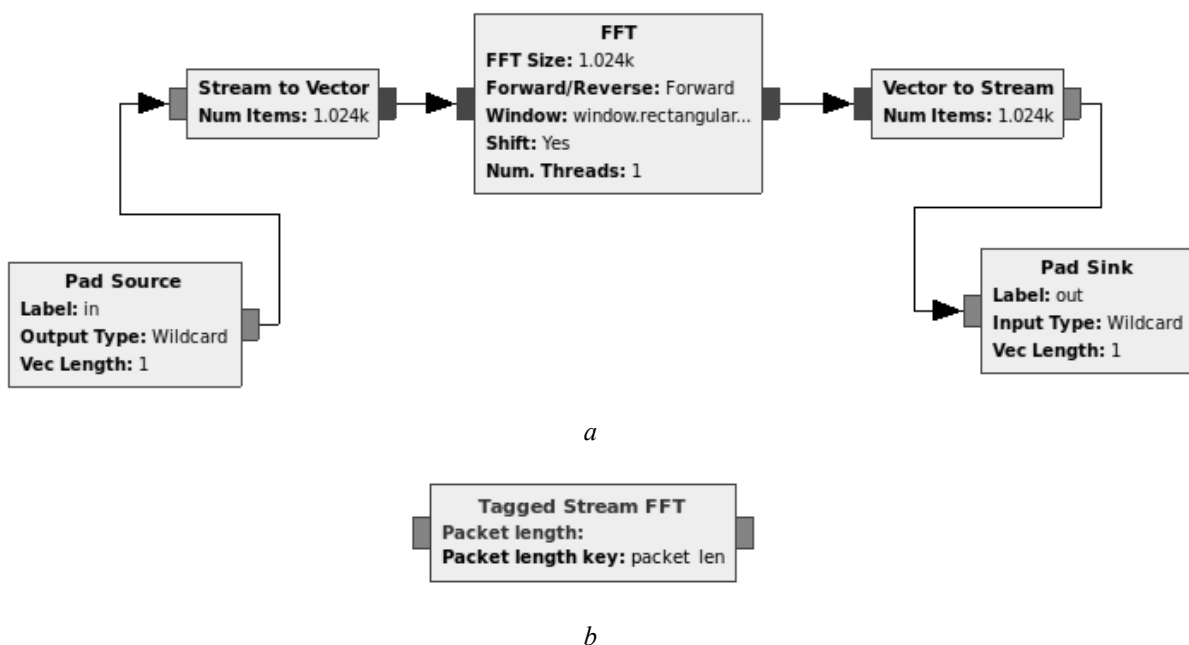 FFT
FFT Size: 1.024k
Forward/Reverse: Forward
Window: window.rectangular...
Shift: Yes
Num. Threads: 1
Stream to Vector
Num Items: 1.024k
Vector to Stream
Num Items: 1.024k
Pad Source
Label: in
Output Type: Wildcard
Vec Length: 1
Pad Sink
Label: out
Input Type: Wildcard
Vec Length: 1
a
Tagged Stream FFT
Packet length:
Packet length key: packet_len
b